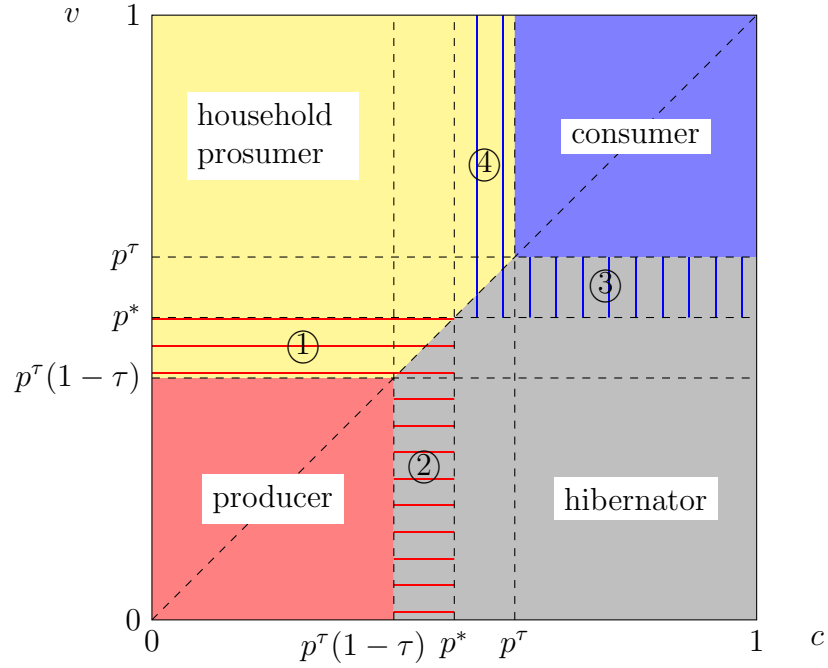 v 1
household
prosumer
④ consumer
p^τ
③
p*
①
p^τ(1 − τ)
②
producer hibernator
0
0 p^τ(1 − τ) p* p^τ 1 c